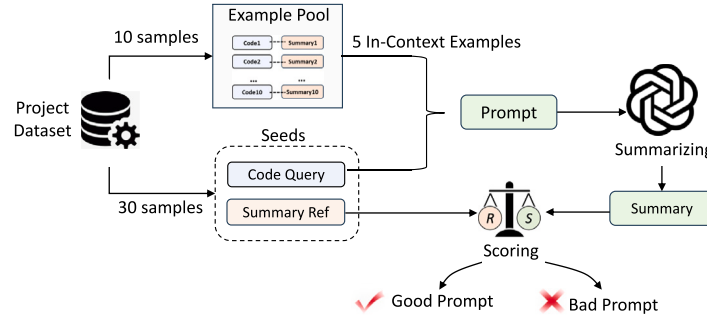 Example Pool
10 samples
Code1 Summary1
Code2 Summary2
... ...
Code10 Summary10
5 In-Context Examples
Project
Dataset
Prompt
Summarizing
Seeds
Code Query
30 samples
Summary Ref
R S
Summary
Scoring
Good Prompt
Bad Prompt